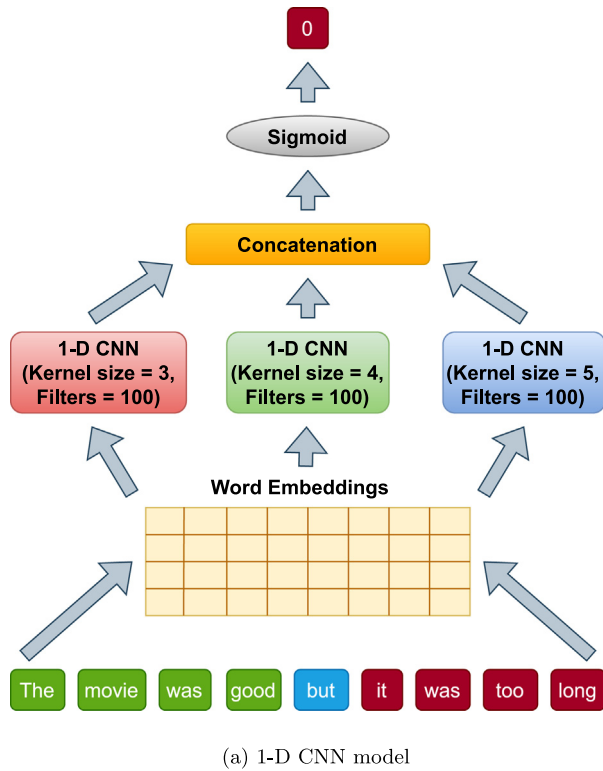 0
Sigmoid
Concatenation
1-D CNN
(Kernel size = 3,
Filters = 100)
1-D CNN
(Kernel size = 4,
Filters = 100)
1-D CNN
(Kernel size = 5,
Filters = 100)
Word Embeddings
The movie was good but it was too long
(a) 1-D CNN model